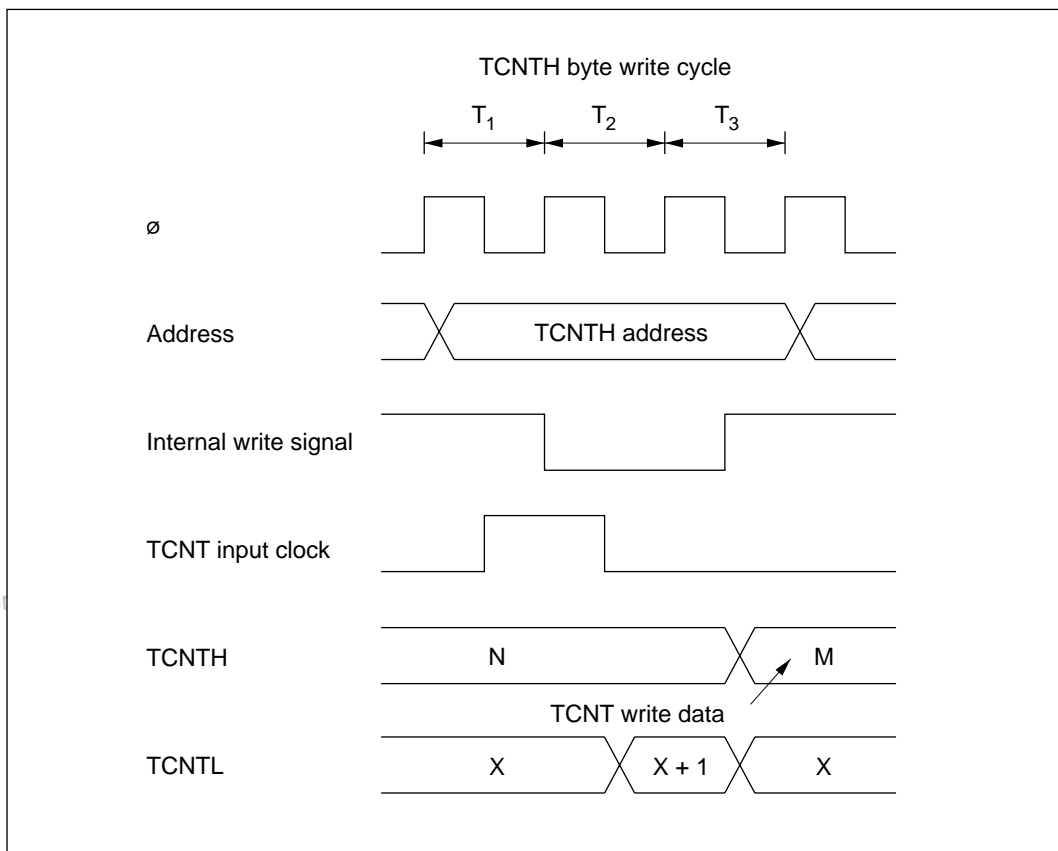 TCNTH byte write cycle
T1 T2 T3
ø
Address
TCNTH address
Internal write signal
TCNT input clock
TCNTH
N
M
TCNT write data
TCNTL
X
X + 1
X